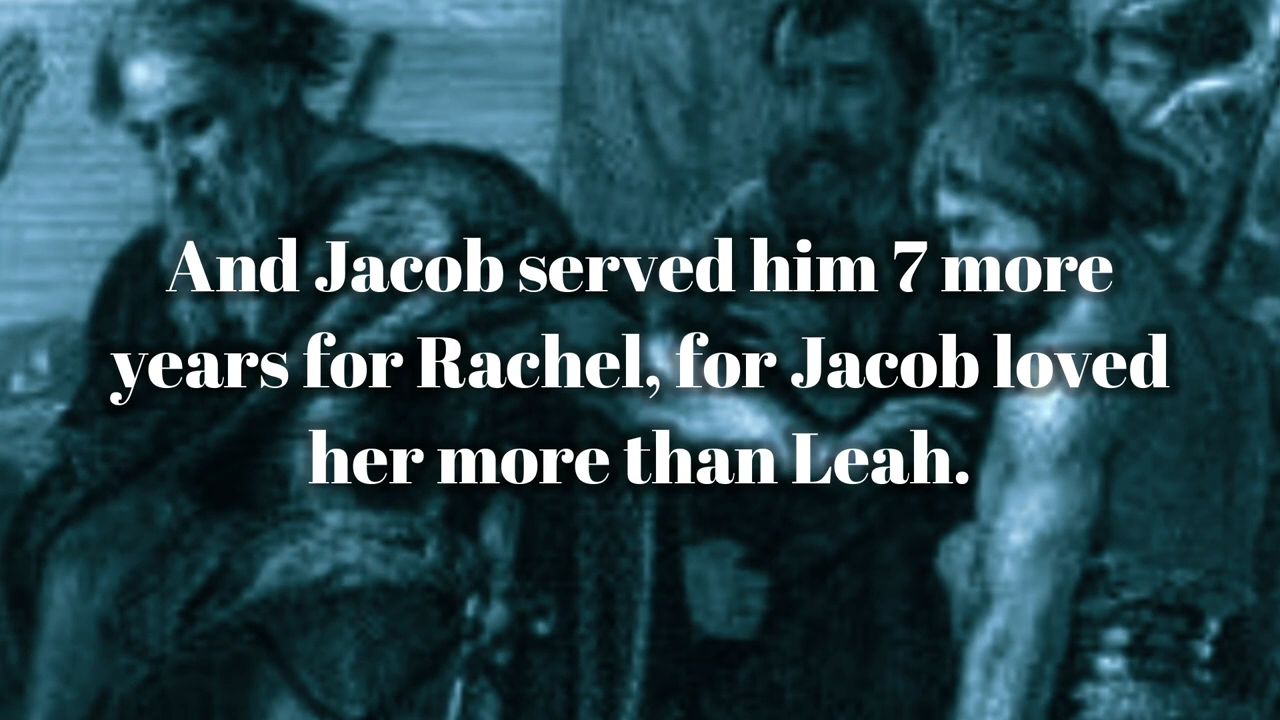 And Jacob served him 7 more
years for Rachel, for Jacob loved
her more than Leah.